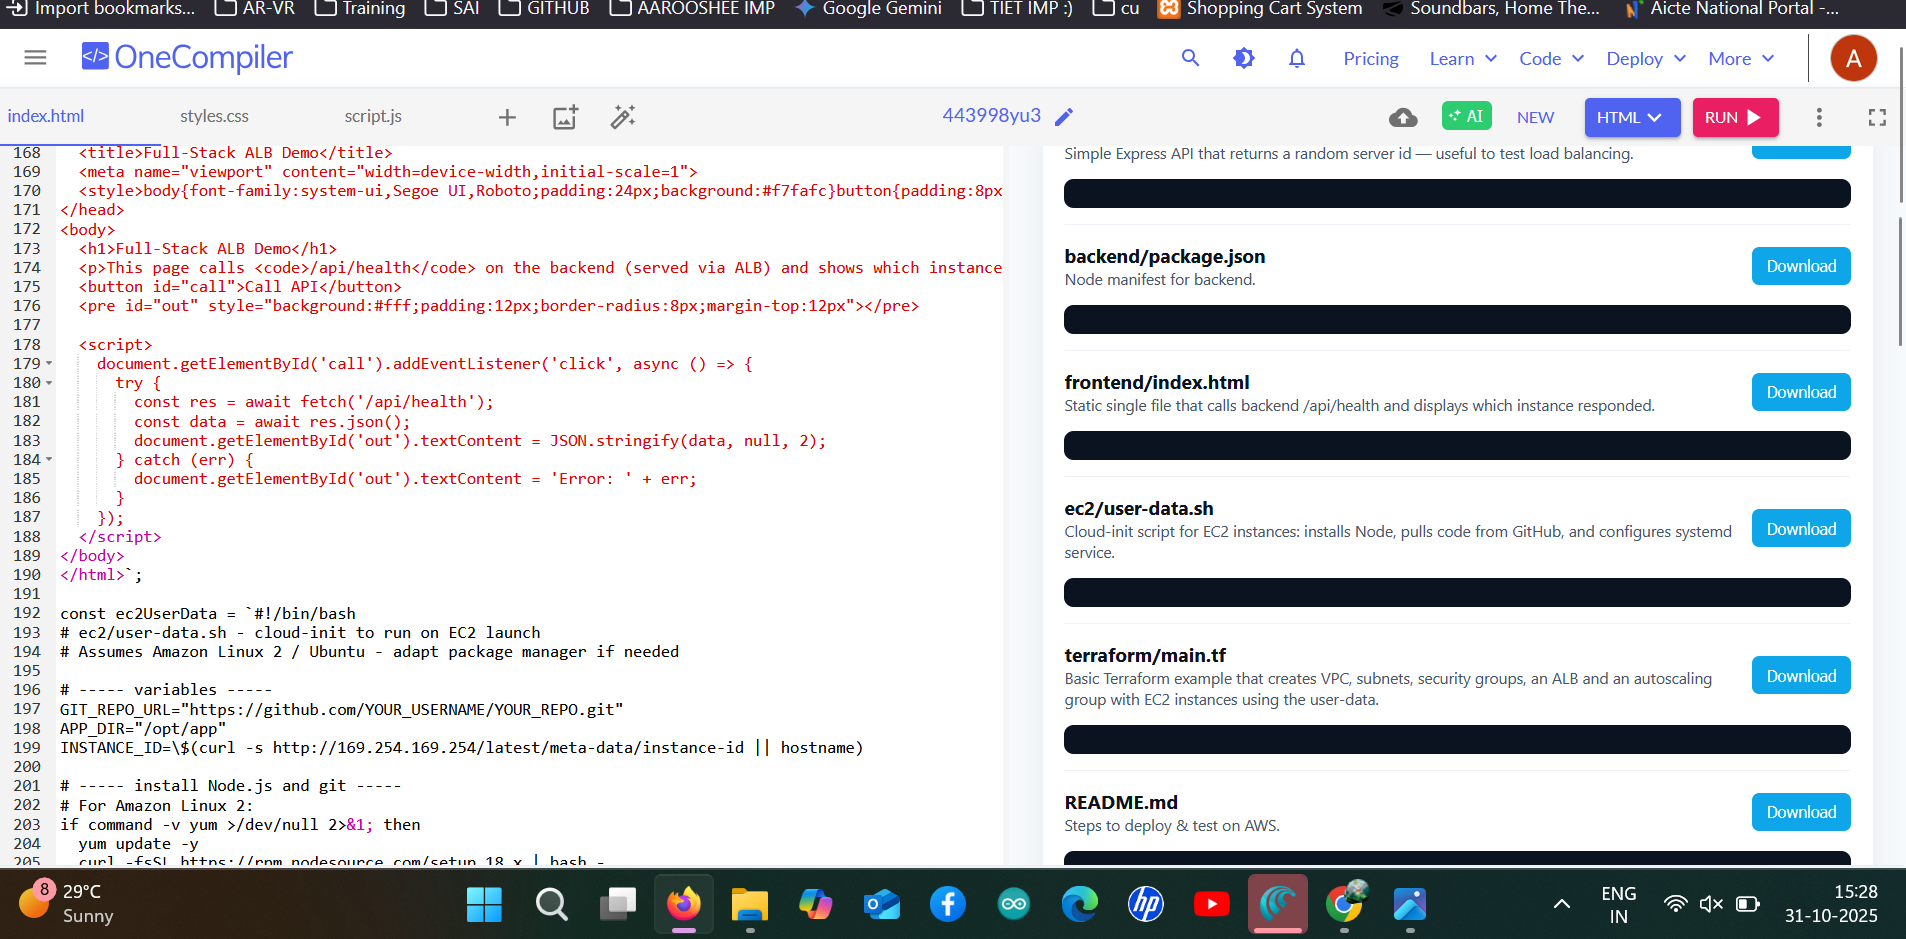 Import bookmarks...
AR-VR
Training
SAI
GITHUB
AAROOSHEE IMP
Google Gemini
TIET IMP :)
cu
Shopping Cart System
Soundbars, Home The...
Aicte National Portal -...
</> OneCompiler
Pricing
Learn
Code
Deploy
More
A
index.html
styles.css
script.js
443998yu3
AI
NEW
HTML
RUN
168 <title>Full-Stack ALB Demo</title>
169 <meta name="viewport" content="width=device-width,initial-scale=1">
170 <style>body{font-family:system-ui,Segoe UI,Roboto;padding:24px;background:#f7fafc}button{padding:8px
171 </head>
172 <body>
173 <h1>Full-Stack ALB Demo</h1>
174 <p>This page calls <code>/api/health</code> on the backend (served via ALB) and shows which instance
175 <button id="call">Call API</button>
176 <pre id="out" style="background:#fff;padding:12px;border-radius:8px;margin-top:12px"></pre>
177
178 <script>
179 document.getElementById('call').addEventListener('click', async () => {
180 try {
181 const res = await fetch('/api/health');
182 const data = await res.json();
183 document.getElementById('out').textContent = JSON.stringify(data, null, 2);
184 } catch (err) {
185 document.getElementById('out').textContent = 'Error: ' + err;
186 }
187 });
188 </script>
189 </body>
190 </html>`;
191
192 const ec2UserData = `#!/bin/bash
193 # ec2/user-data.sh - cloud-init to run on EC2 launch
194 # Assumes Amazon Linux 2 / Ubuntu - adapt package manager if needed
195
196 # ----- variables -----
197 GIT_REPO_URL="https://github.com/YOUR_USERNAME/YOUR_REPO.git"
198 APP_DIR="/opt/app"
199 INSTANCE_ID=\$(curl -s http://169.254.169.254/latest/meta-data/instance-id || hostname)
200
201 # ----- install Node.js and git -----
202 # For Amazon Linux 2:
203 if command -v yum >/dev/null 2>&1; then
204 yum update -y
205 curl -fsSL https://rpm.nodesource.com/setup_18.x | bash -
Simple Express API that returns a random server id — useful to test load balancing.
backend/package.json
Node manifest for backend.
Download
frontend/index.html
Static single file that calls backend /api/health and displays which instance responded.
Download
ec2/user-data.sh
Cloud-init script for EC2 instances: installs Node, pulls code from GitHub, and configures systemd
service.
Download
terraform/main.tf
Basic Terraform example that creates VPC, subnets, security groups, an ALB and an autoscaling
group with EC2 instances using the user-data.
Download
README.md
Steps to deploy & test on AWS.
Download
8
29°C
Sunny
hp
ENG
IN
15:28
31-10-2025